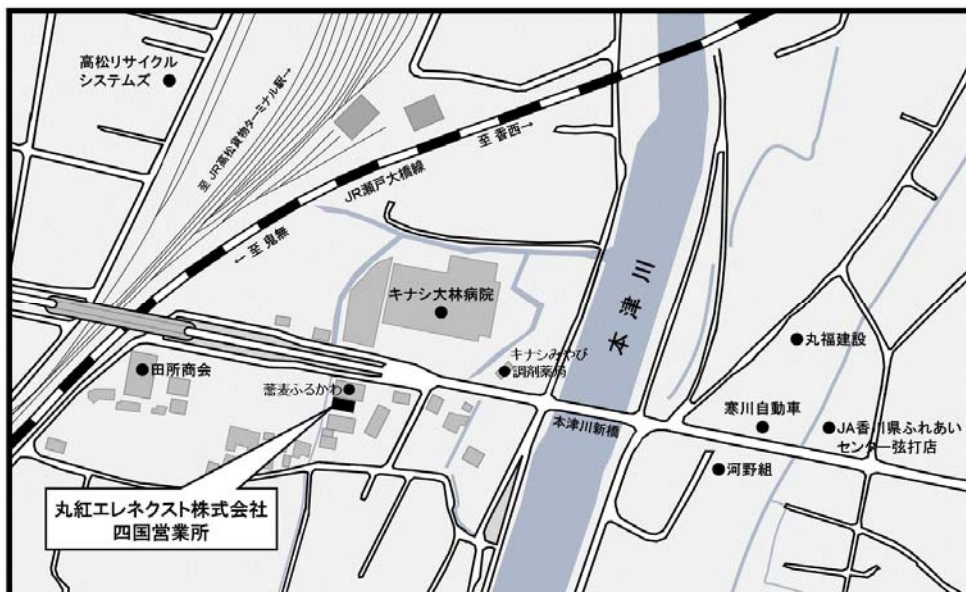 高松リサイクル
システムズ
至 JR高松貨物ターミナル駅→
至 香西→
JR瀬戸大橋線
← 至 鬼無
本津川
キナシ大林病院
キナシみやび
調剤薬局
丸福建設
田所商会
蕎麦ふるかわ
寒川自動車
本津川新橋
JA香川県ふれあい
センター弦打店
河野組
丸紅エレネクスト株式会社
四国営業所